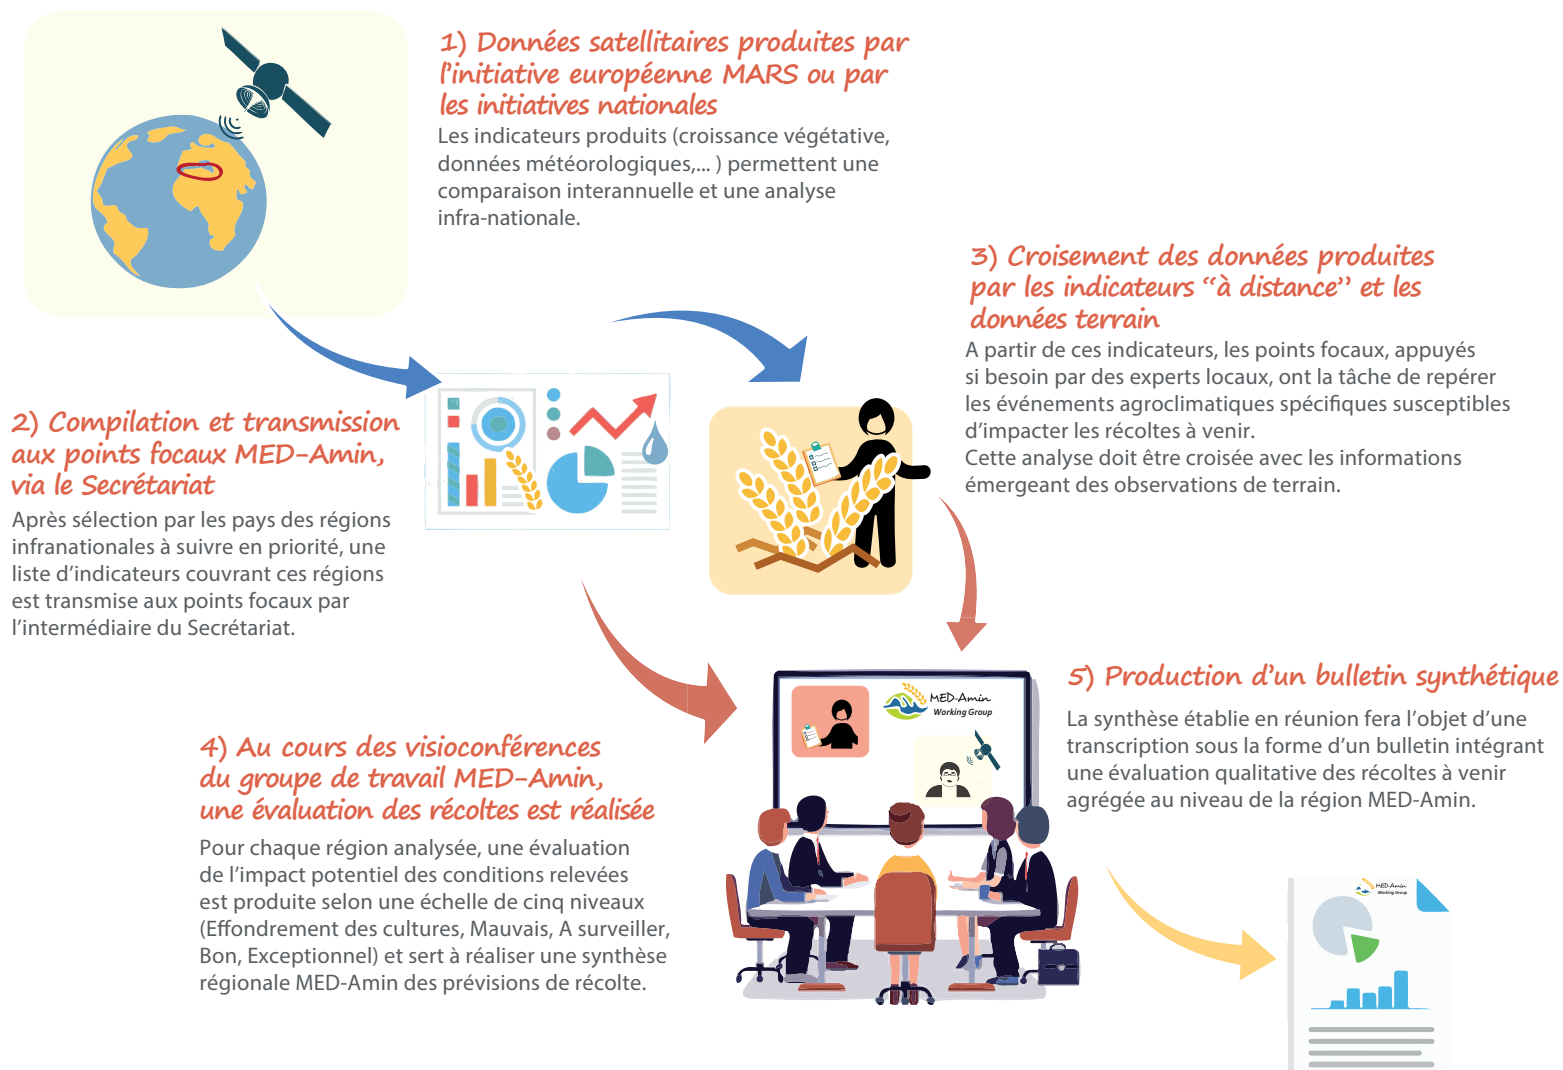 1) Données satellitaires produites par
l’initiative européenne MARS ou par
les initiatives nationales
Les indicateurs produits (croissance végétative,
données météorologiques,... ) permettent une
comparaison interannuelle et une analyse
infra-nationale.
2) Compilation et transmission
aux points focaux MED-Amin,
via le Secrétariat
Après sélection par les pays des régions
infranationales à suivre en priorité, une
liste d’indicateurs couvrant ces régions
est transmise aux points focaux par
l’intermédiaire du Secrétariat.
3) Croisement des données produites
par les indicateurs “à distance” et les
données terrain
A partir de ces indicateurs, les points focaux, appuyés
si besoin par des experts locaux, ont la tâche de repérer
les événements agroclimatiques spécifiques susceptibles
d’impacter les récoltes à venir.
Cette analyse doit être croisée avec les informations
émergeant des observations de terrain.
4) Au cours des visioconférences
du groupe de travail MED-Amin,
une évaluation des récoltes est réalisée
Pour chaque région analysée, une évaluation
de l’impact potentiel des conditions relevées
est produite selon une échelle de cinq niveaux
(Effondrement des cultures, Mauvais, A surveiller,
Bon, Exceptionnel) et sert à réaliser une synthèse
régionale MED-Amin des prévisions de récolte.
MED-Amin
Working Group
5) Production d’un bulletin synthétique
La synthèse établie en réunion fera l’objet d’une
transcription sous la forme d’un bulletin intégrant
une évaluation qualitative des récoltes à venir
agrégée au niveau de la région MED-Amin.
MED-Amin
Working Group